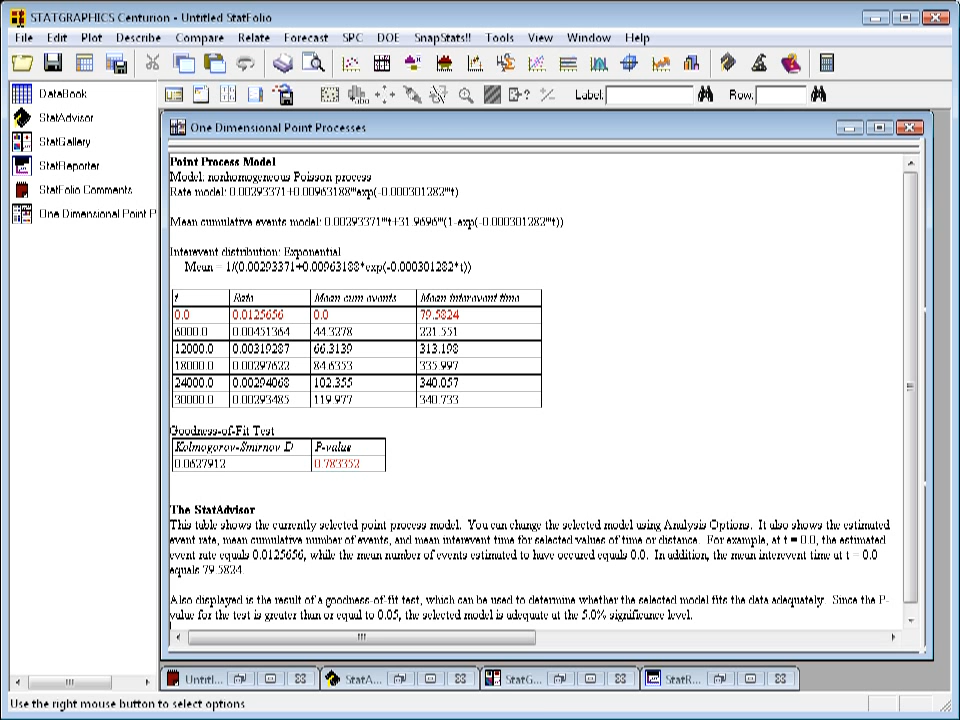 STATGRAPHICS Centurion - Untitled StatFolio
File Edit Plot Describe Compare Relate Forecast SPC DOE SnapStats!! Tools View Window Help
Label: Row:
DataBook
StatAdvisor
StatGallery
StatReporter
StatFolio Comments
One Dimensional Point P
One Dimensional Point Processes
Point Process Model
Model: nonhomogeneous Poisson process
Rate model: 0.00293371+0.00963188*exp(-0.000301282*t)
Mean cumulative events model: 0.00293371*t+31.9696*(1-exp(-0.000301282*t))
Interevent distribution: Exponential
Mean = 1/(0.00293371+0.00963188*exp(-0.000301282*t))
t Rate Mean cum events Mean interevent time
0.0 0.0125656 0.0 79.5824
6000.0 0.00451364 44.3278 221.551
12000.0 0.00319287 66.3139 313.198
18000.0 0.00297622 84.6353 335.997
24000.0 0.00294068 102.355 340.057
30000.0 0.00293485 119.977 340.733
Goodness-of-Fit Test
Kolmogorov-Smirnov D P-value
0.0627912 0.783352
The StatAdvisor
This table shows the currently selected point process model. You can change the selected model using Analysis Options. It also shows the estimated
event rate, mean cumulative number of events, and mean interevent time for selected values of time or distance. For example, at t = 0.0, the estimated
event rate equals 0.0125656, while the mean number of events estimated to have occured equals 0.0. In addition, the mean interevent time at t = 0.0
equals 79.5824.
Also displayed is the result of a goodness-of-fit test, which can be used to determine whether the selected model fits the data adequately. Since the P-
value for the test is greater than or equal to 0.05, the selected model is adequate at the 5.0% significance level.
Untitl... StatA... StatG... StatR...
Use the right mouse button to select options